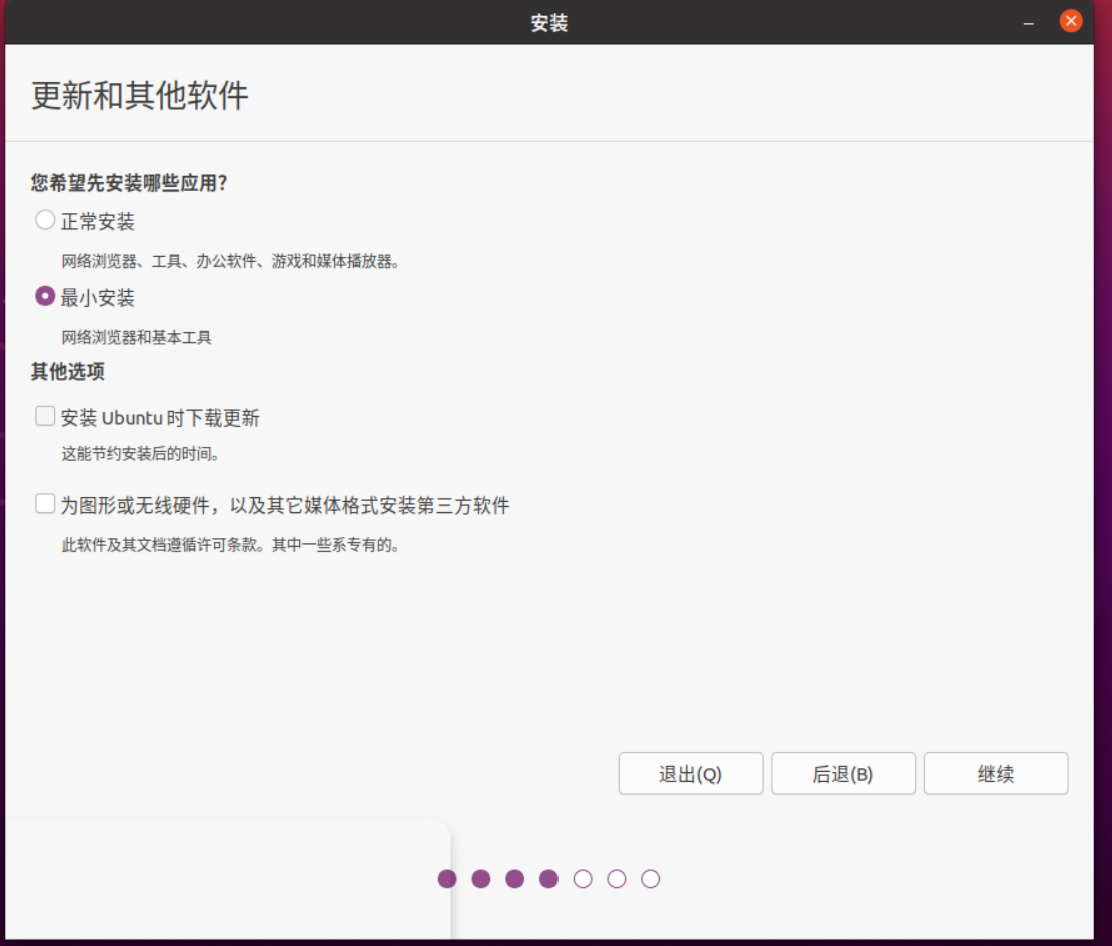 安装
更新和其他软件
您希望先安装哪些应用?
正常安装
网络浏览器、工具、办公软件、游戏和媒体播放器。
最小安装
网络浏览器和基本工具
其他选项
安装 Ubuntu 时下载更新
这能节约安装后的时间。
为图形或无线硬件，以及其它媒体格式安装第三方软件
此软件及其文档遵循许可条款。其中一些系专有的。
退出(Q) 后退(B) 继续